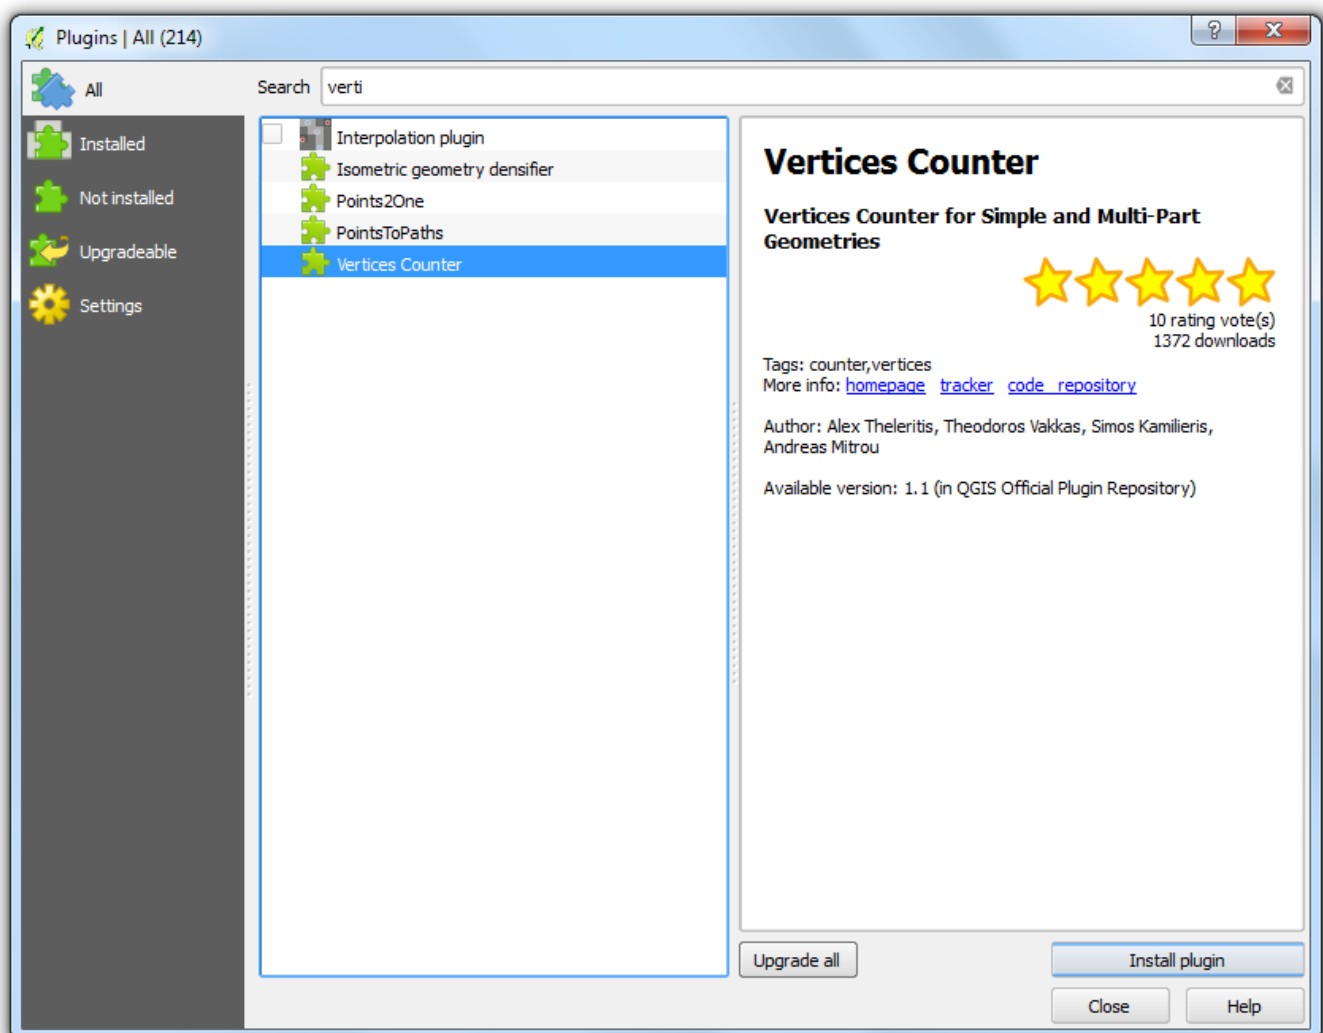 Plugins | All (214)
All
Installed
Not installed
Upgradeable
Settings
Search verti
Interpolation plugin
Isometric geometry densifier
Points2One
PointsToPaths
Vertices Counter
Vertices Counter
Vertices Counter for Simple and Multi-Part
Geometries
10 rating vote(s)
1372 downloads
Tags: counter,vertices
More info: homepage tracker code_repository
Author: Alex Theleritis, Theodoros Vakkas, Simos Kamilieris,
Andreas Mitrou
Available version: 1.1 (in QGIS Official Plugin Repository)
Upgrade all
Install plugin
Close
Help